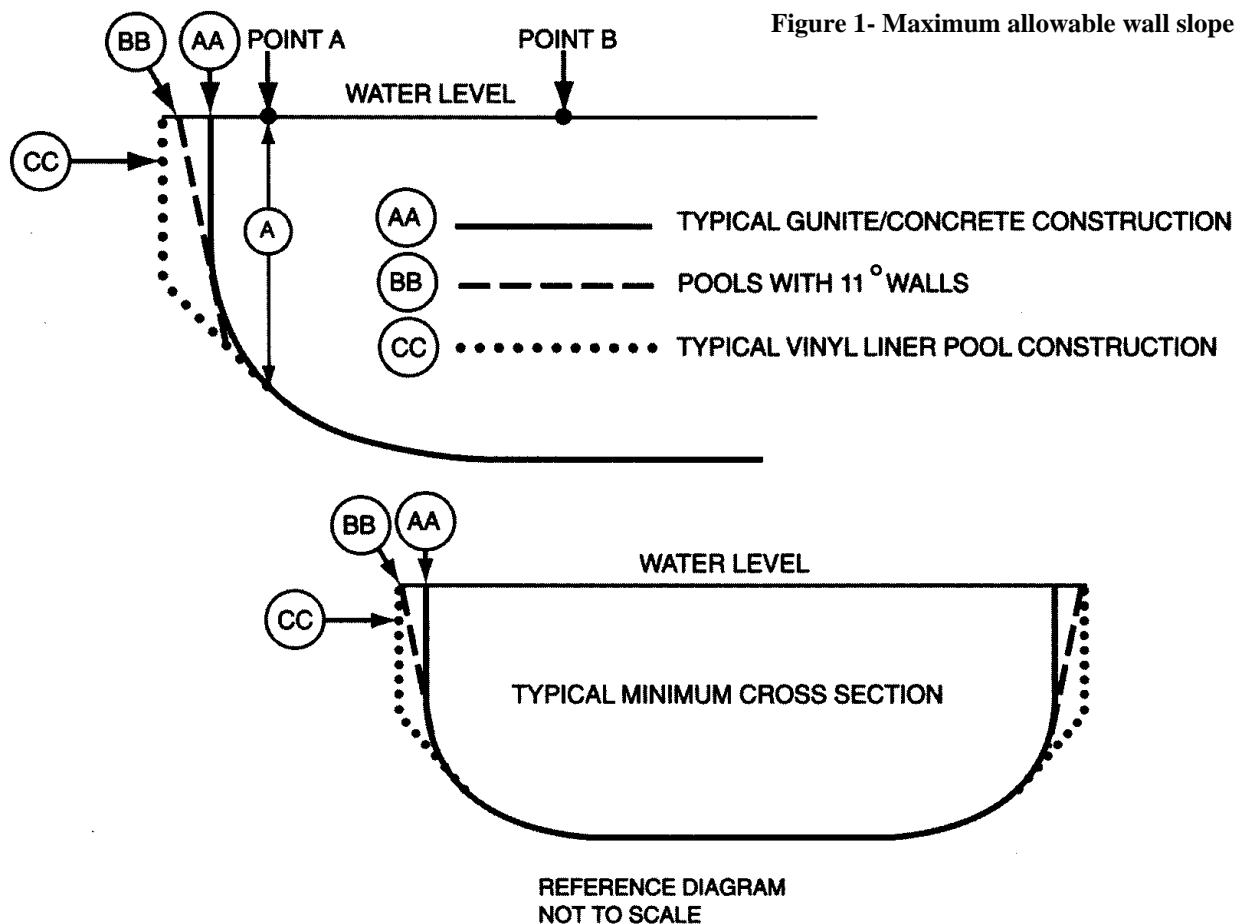 Figure 1- Maximum allowable wall slope
BB
AA
POINT A
POINT B
WATER LEVEL
CC
A
AA
TYPICAL GUNITE/CONCRETE CONSTRUCTION
BB
POOLS WITH 11° WALLS
CC
TYPICAL VINYL LINER POOL CONSTRUCTION
BB
AA
WATER LEVEL
CC
TYPICAL MINIMUM CROSS SECTION
REFERENCE DIAGRAM
NOT TO SCALE